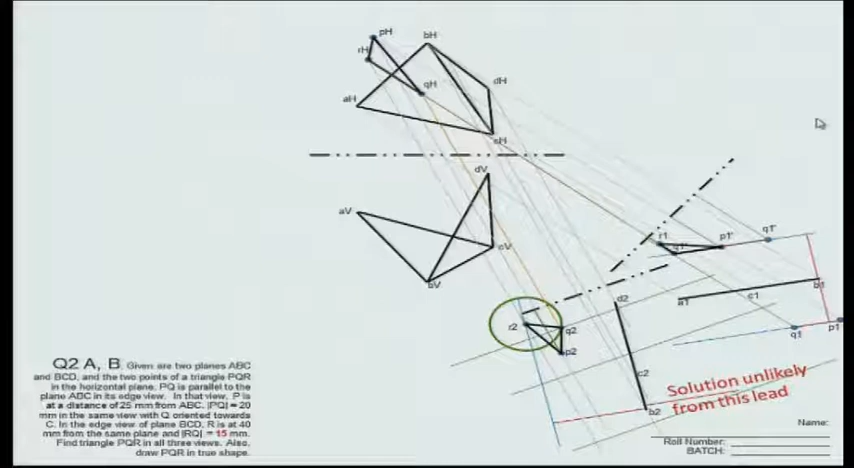 pH
bH
rH
qH
dH
aH
cH
dV
aV
cV
bV
r1
q1'
p1'
q1'
a1
c1
b1
q1
p1
d2
r2
q2
p2
c2
b2
Q2 A, B. Given are two planes ABC
and BCD, and the two points of a triangle PQR
in the horizontal plane. PQ is parallel to the
plane ABC in its edge view. In that view, P is
at a distance of 25 mm from ABC. |PQ| = 20
mm in the same view with Q oriented towards
C. In the edge view of plane BCD, R is at 40
mm from the same plane and |RQ| = 15 mm.
Find triangle PQR in all three views. Also,
draw PQR in true shape.
Solution unlikely
from this lead
Name:
Roll Number:
BATCH: